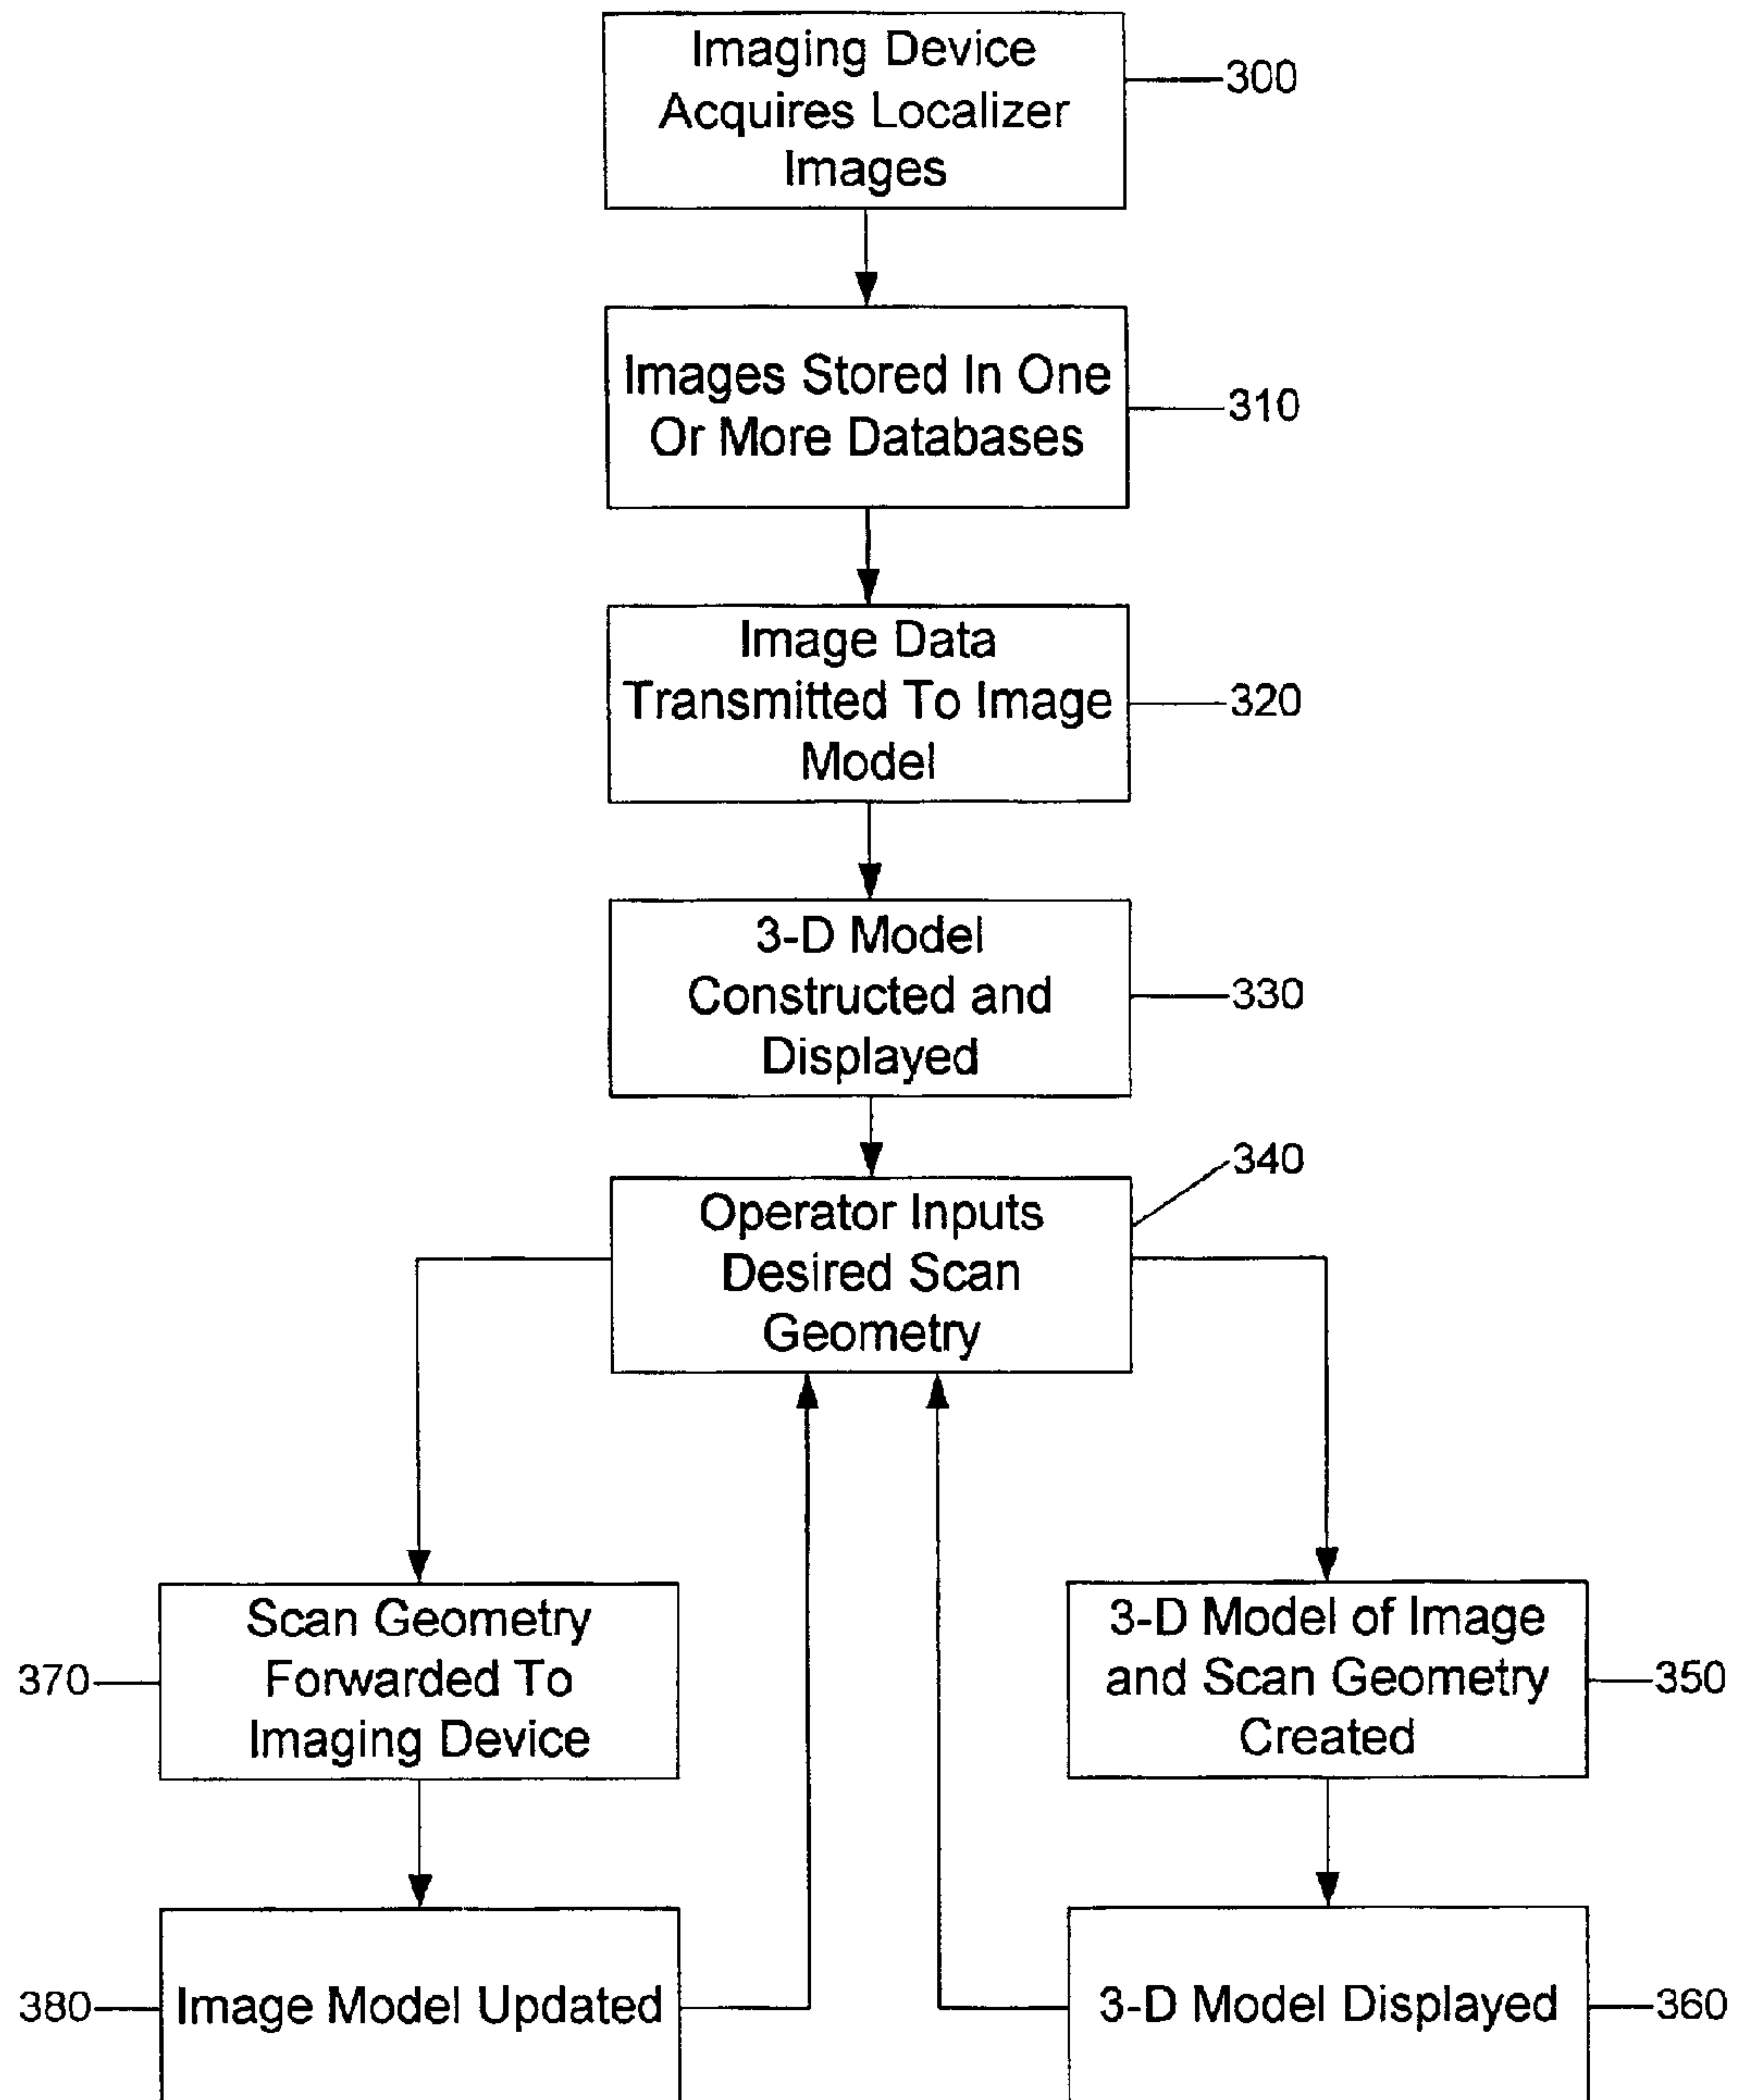 Imaging Device
Acquires Localizer
Images
300
Images Stored In One
Or More Databases
310
Image Data
Transmitted To Image
Model
320
3-D Model
Constructed and
Displayed
330
340
Operator Inputs
Desired Scan
Geometry
Scan Geometry
Forwarded To
Imaging Device
370
3-D Model of Image
and Scan Geometry
Created
350
380
Image Model Updated
3-D Model Displayed
360